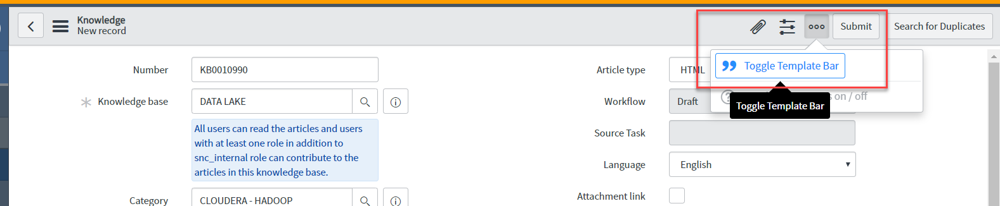 Knowledge
New record
Submit
Search for Duplicates
Toggle Template Bar
Toggle Template Bar
on / off
Number
KB0010990
Knowledge base
DATA LAKE
All users can read the articles and users
with at least one role in addition to
snc_internal role can contribute to the
articles in this knowledge base.
Category
CLOUDERA - HADOOP
Article type
HTML
Workflow
Draft
Source Task
Language
English
Attachment link